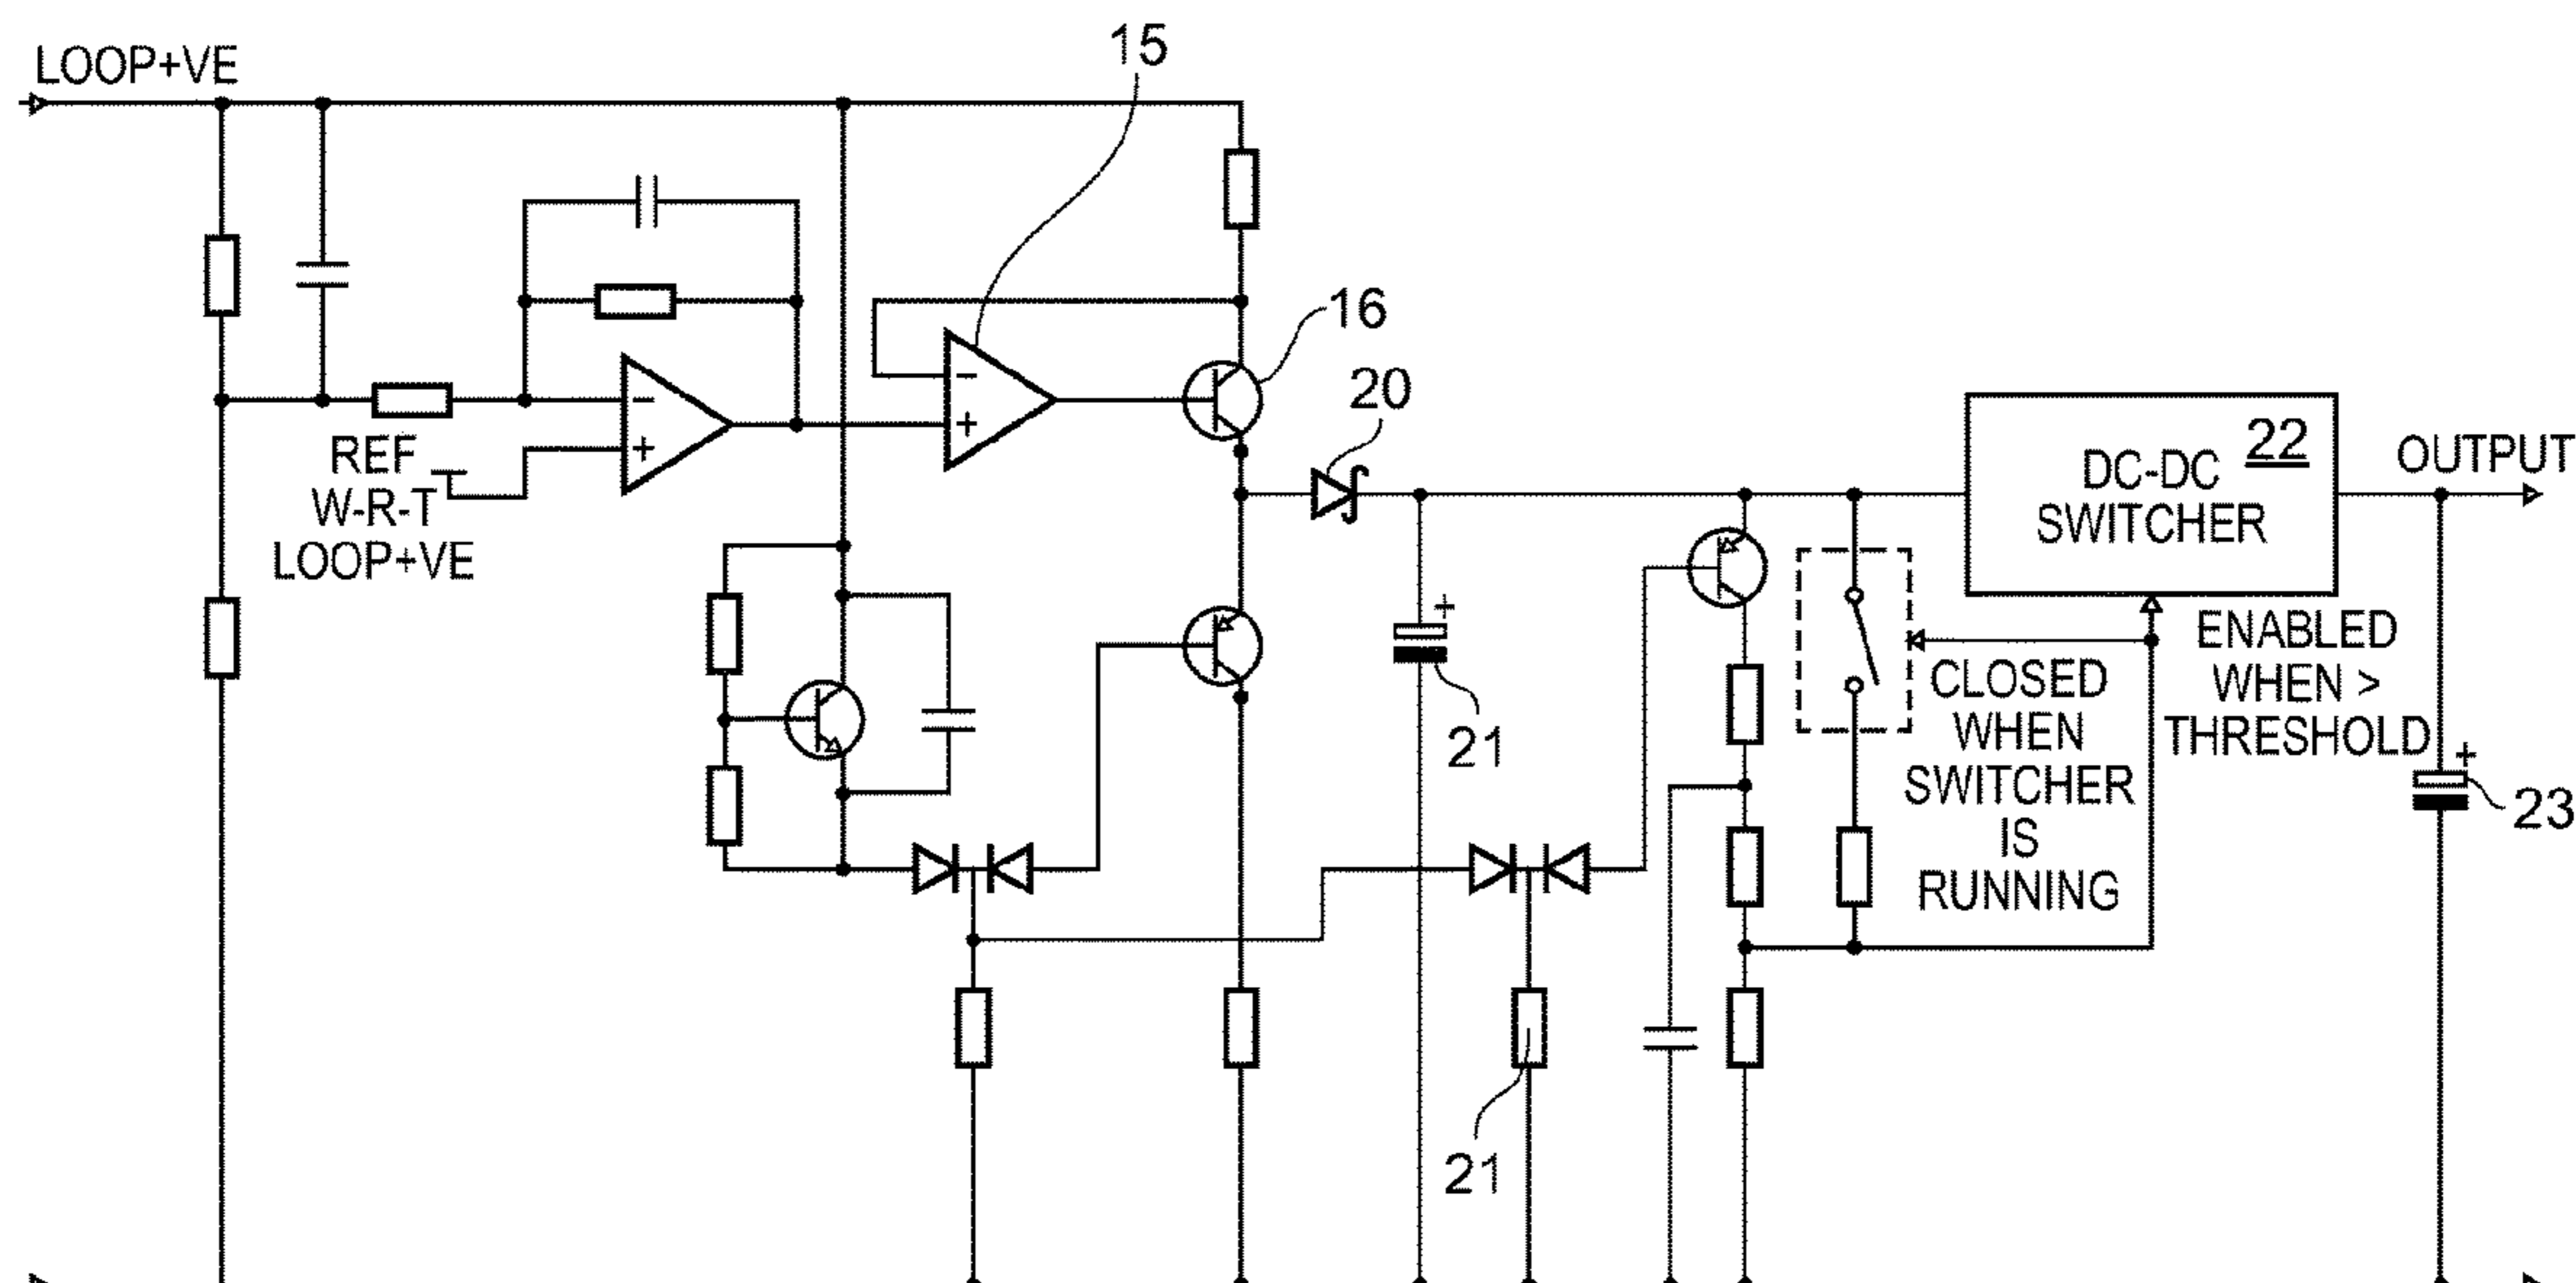 LOOP+VE
15
16
20
REF
W-R-T
LOOP+VE
DC-DC
SWITCHER
22
OUTPUT
-
+
-
+
+
21
CLOSED
WHEN
SWITCHER
IS
RUNNING
ENABLED
WHEN >
THRESHOLD
+
23
21